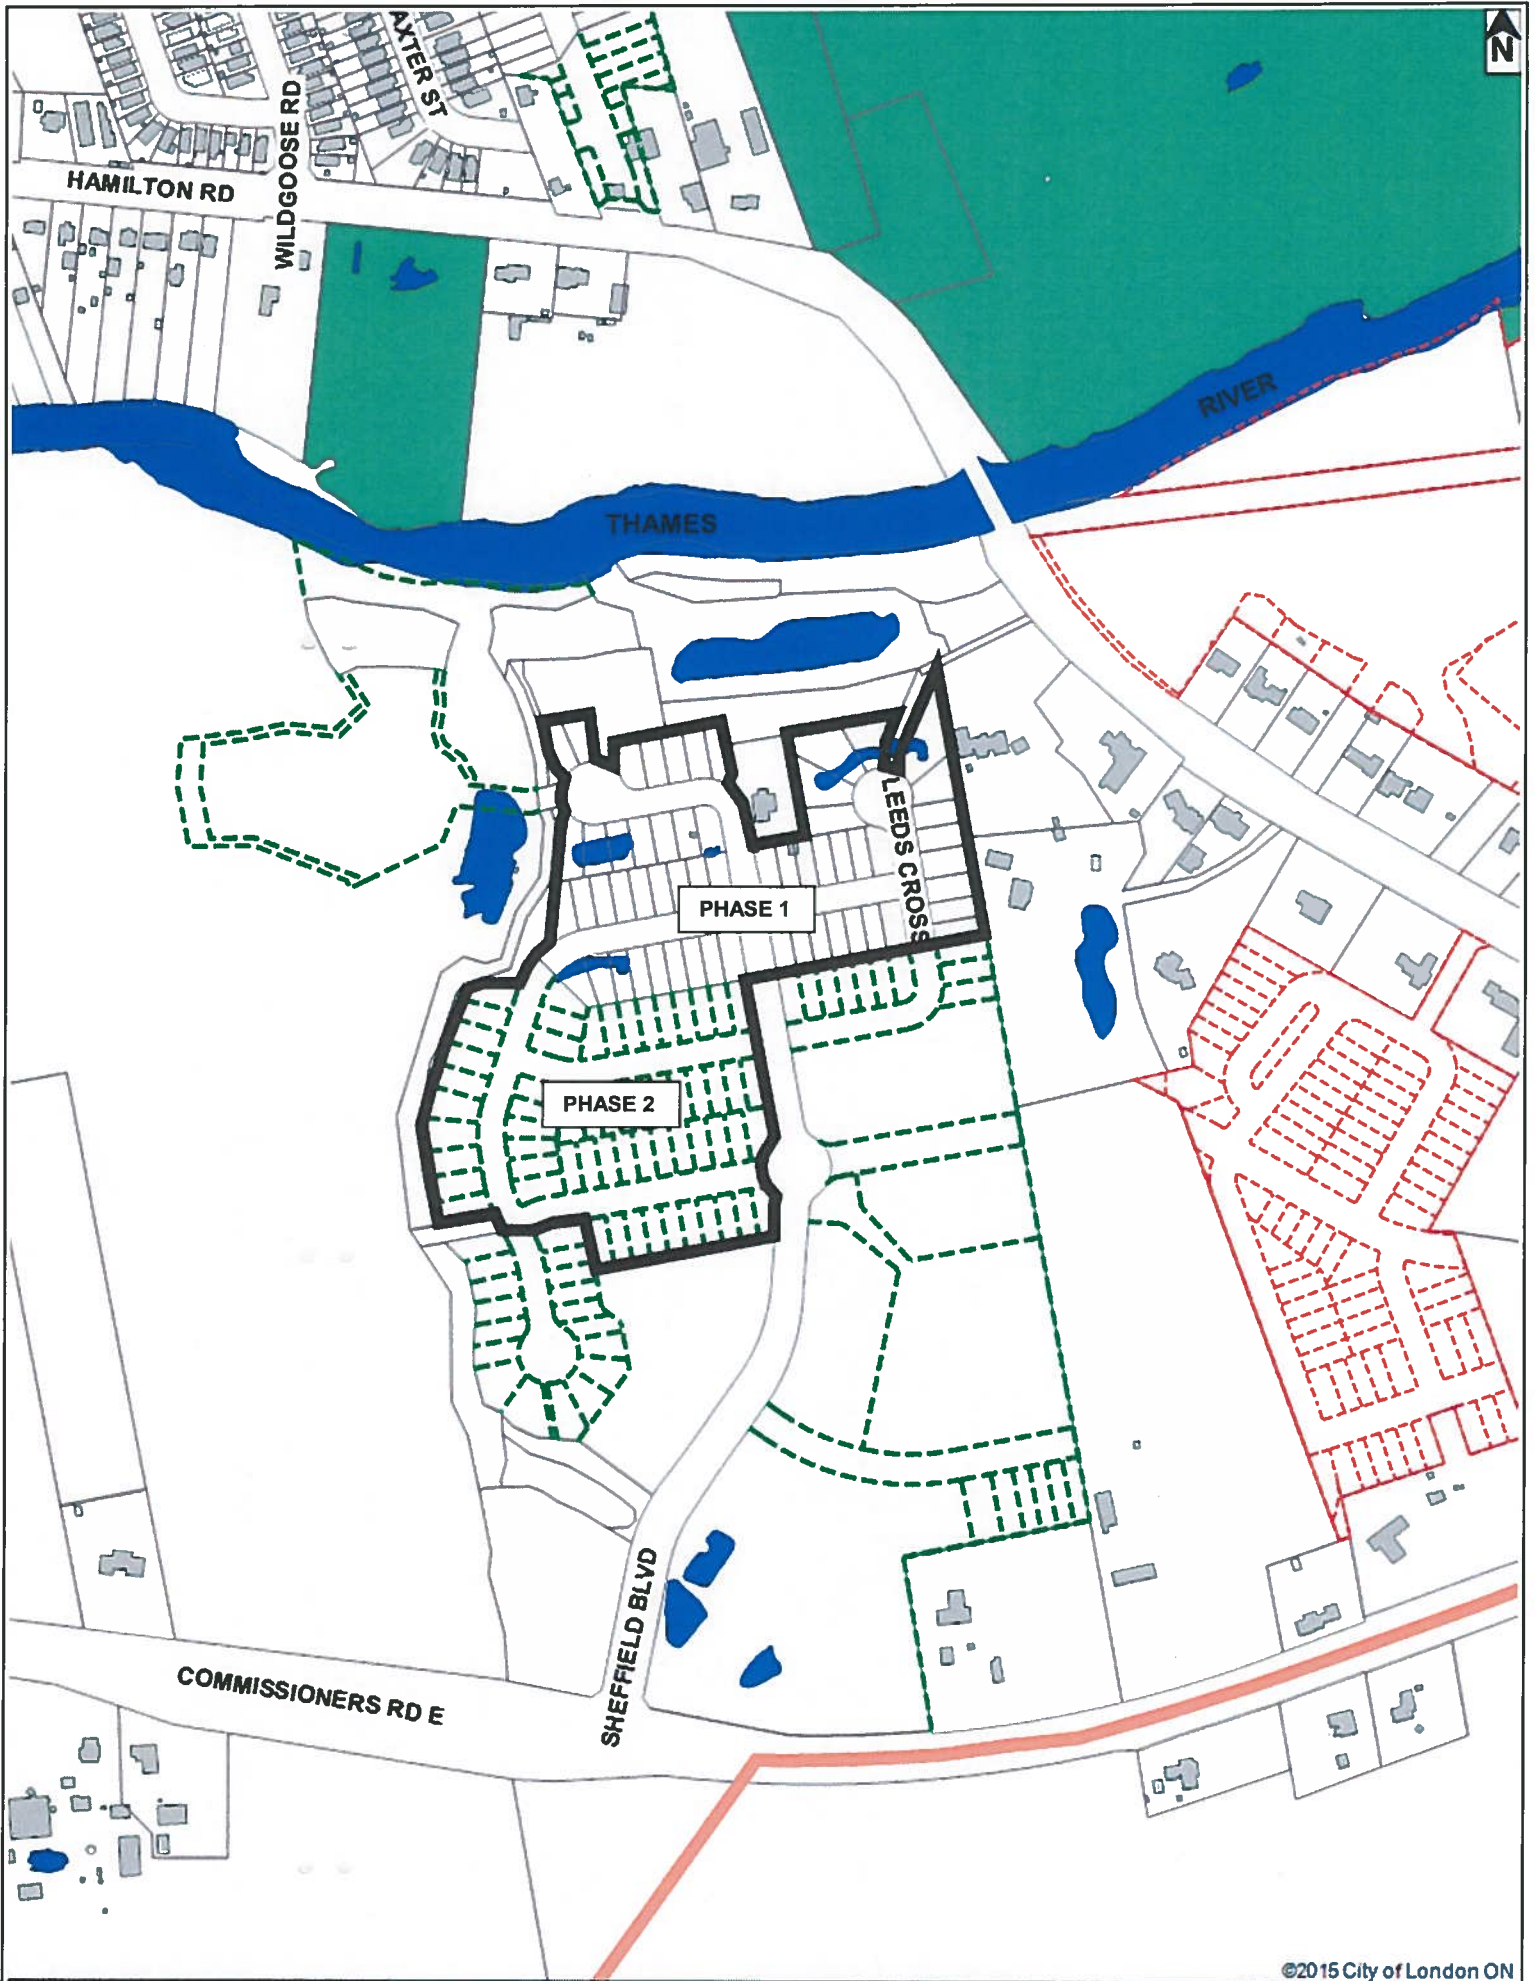 N
AXTER ST
WILDGOOSE RD
HAMILTON RD
RIVER
THAMES
LEEDS CROSS
PHASE 1
PHASE 2
SHEFFIELD BLVD
COMMISSIONERS RD E
©2015 City of London ON